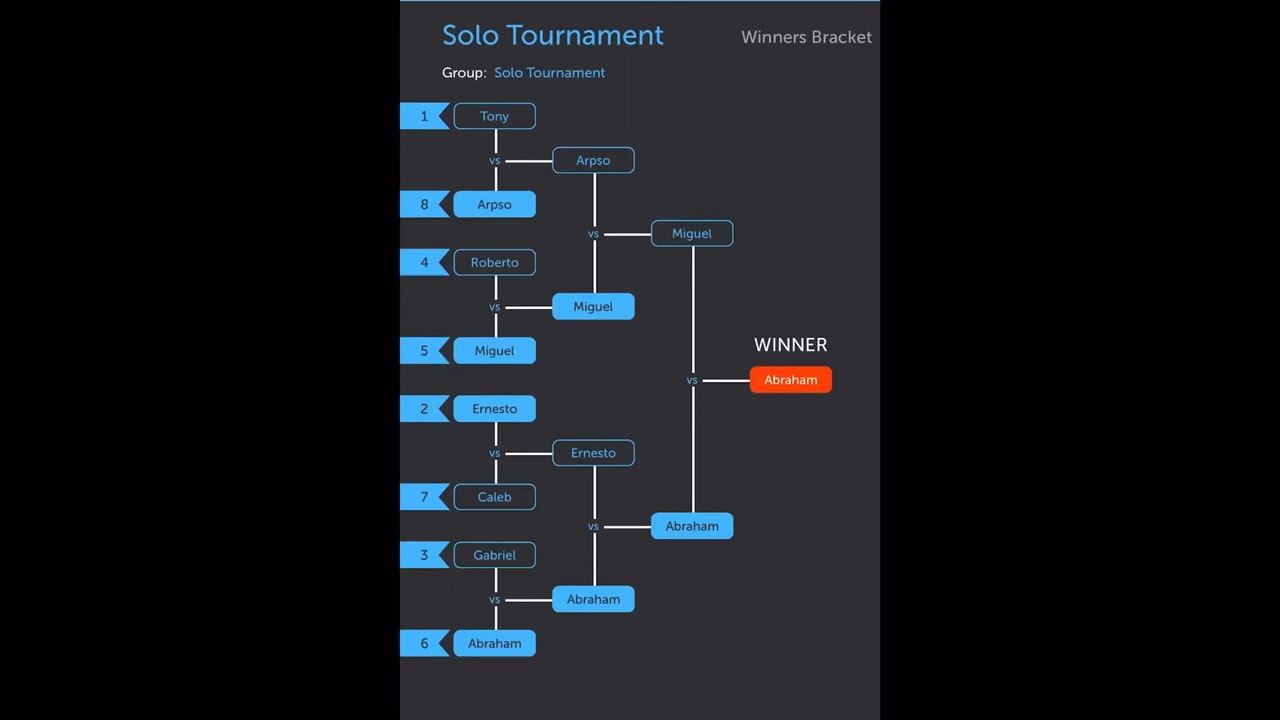 Solo Tournament
Winners Bracket
Group: Solo Tournament
1 Tony
vs
Arpso
8 Arpso
vs
Miguel
4 Roberto
vs
Miguel
5 Miguel
WINNER
vs
Abraham
2 Ernesto
vs
Ernesto
7 Caleb
vs
Abraham
3 Gabriel
vs
Abraham
6 Abraham